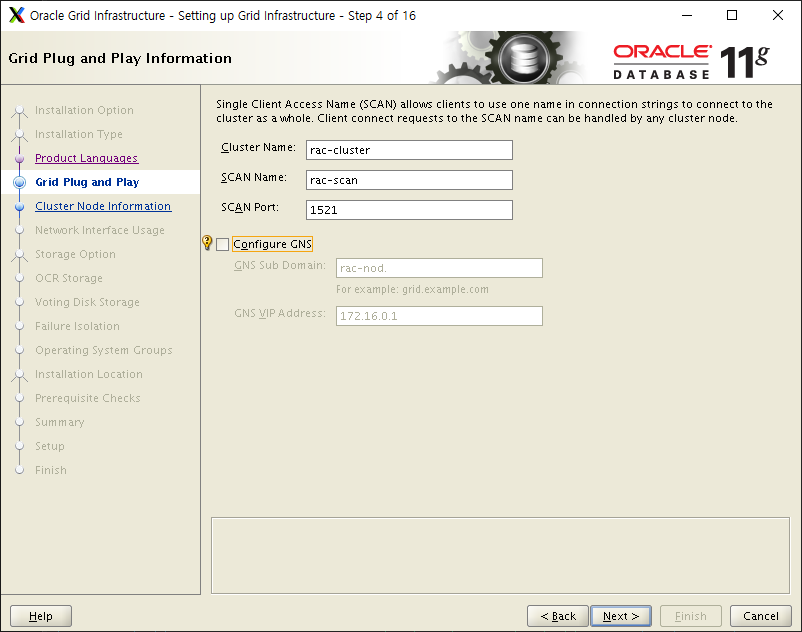 Oracle Grid Infrastructure - Setting up Grid Infrastructure - Step 4 of 16
Grid Plug and Play Information
ORACLE
DATABASE
11g
Installation Option
Installation Type
Product Languages
Grid Plug and Play
Cluster Node Information
Network Interface Usage
Storage Option
OCR Storage
Voting Disk Storage
Failure Isolation
Operating System Groups
Installation Location
Prerequisite Checks
Summary
Setup
Finish
Single Client Access Name (SCAN) allows clients to use one name in connection strings to connect to the
cluster as a whole. Client connect requests to the SCAN name can be handled by any cluster node.
Cluster Name: rac-cluster
SCAN Name: rac-scan
SCAN Port: 1521
Configure GNS
GNS Sub Domain: rac-nod.
For example: grid.example.com
GNS VIP Address: 172.16.0.1
Help
< Back
Next >
Finish
Cancel